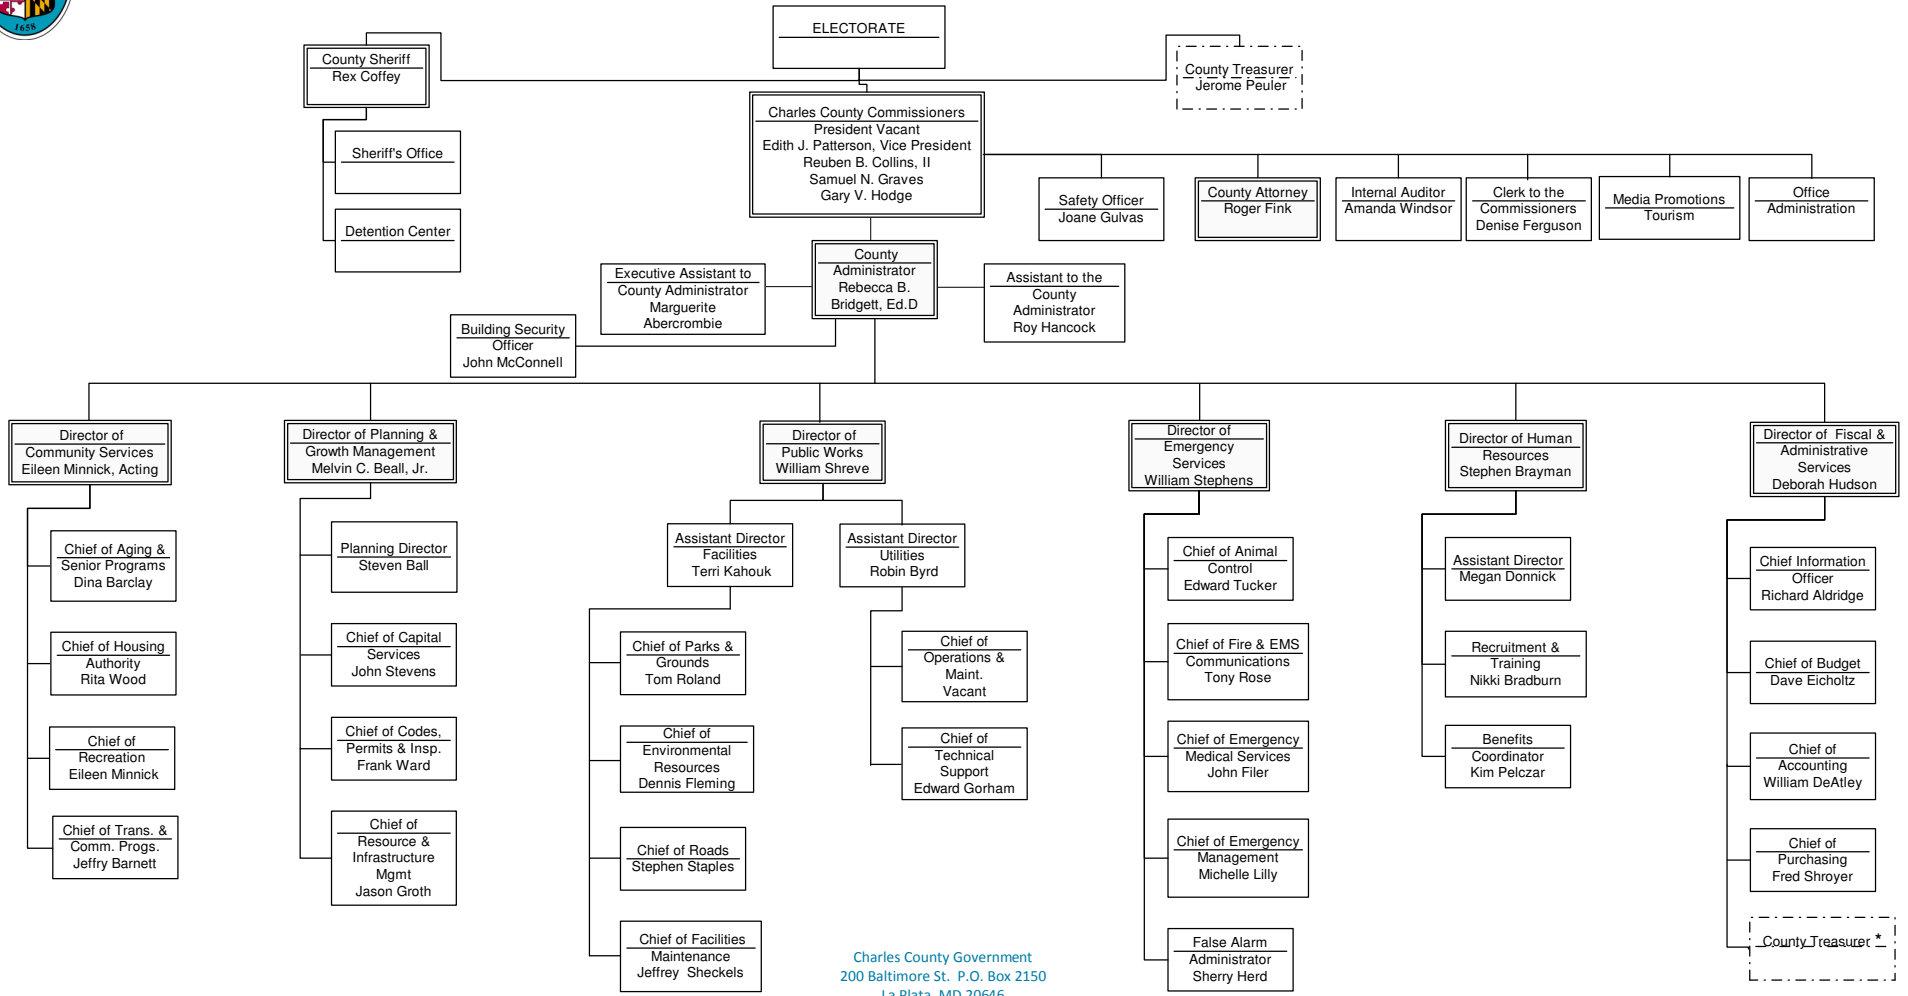 1658
ELECTORATE
County Sheriff
Rex Coffey
County Treasurer
Jerome Peuler
Sheriff's Office
Detention Center
Charles County Commissioners
President Vacant
Edith J. Patterson, Vice President
Reuben B. Collins, II
Samuel N. Graves
Gary V. Hodge
Safety Officer
Joane Gulvas
County Attorney
Roger Fink
Internal Auditor
Amanda Windsor
Clerk to the
Commissioners
Denise Ferguson
Media Promotions
Tourism
Office
Administration
County
Administrator
Rebecca B.
Bridgett, Ed.D
Executive Assistant to
County Administrator
Marguerite
Abercrombie
Assistant to the
County
Administrator
Roy Hancock
Building Security
Officer
John McConnell
Director of
Community Services
Eileen Minnick, Acting
Chief of Aging &
Senior Programs
Dina Barclay
Chief of Housing
Authority
Rita Wood
Chief of
Recreation
Eileen Minnick
Chief of Trans. &
Comm. Progs.
Jeffry Barnett
Director of Planning &
Growth Management
Melvin C. Beall, Jr.
Planning Director
Steven Ball
Chief of Capital
Services
John Stevens
Chief of Codes,
Permits & Insp.
Frank Ward
Chief of
Resource &
Infrastructure
Mgmt
Jason Groth
Director of
Public Works
William Shreve
Assistant Director
Facilities
Terri Kahouk
Chief of Parks &
Grounds
Tom Roland
Chief of
Environmental
Resources
Dennis Fleming
Chief of Roads
Stephen Staples
Chief of Facilities
Maintenance
Jeffrey Sheckels
Assistant Director
Utilities
Robin Byrd
Chief of
Operations &
Maint.
Vacant
Chief of
Technical
Support
Edward Gorham
Director of
Emergency
Services
William Stephens
Chief of Animal
Control
Edward Tucker
Chief of Fire & EMS
Communications
Tony Rose
Chief of Emergency
Medical Services
John Filer
Chief of Emergency
Management
Michelle Lilly
False Alarm
Administrator
Sherry Herd
Director of Human
Resources
Stephen Brayman
Assistant Director
Megan Donnick
Recruitment &
Training
Nikki Bradburn
Benefits
Coordinator
Kim Pelczar
Director of Fiscal &
Administrative
Services
Deborah Hudson
Chief Information
Officer
Richard Aldridge
Chief of Budget
Dave Eicholtz
Chief of
Accounting
William DeAtley
Chief of
Purchasing
Fred Shroyer
County Treasurer *
Charles County Government
200 Baltimore St. P.O. Box 2150
La Plata, MD 20646